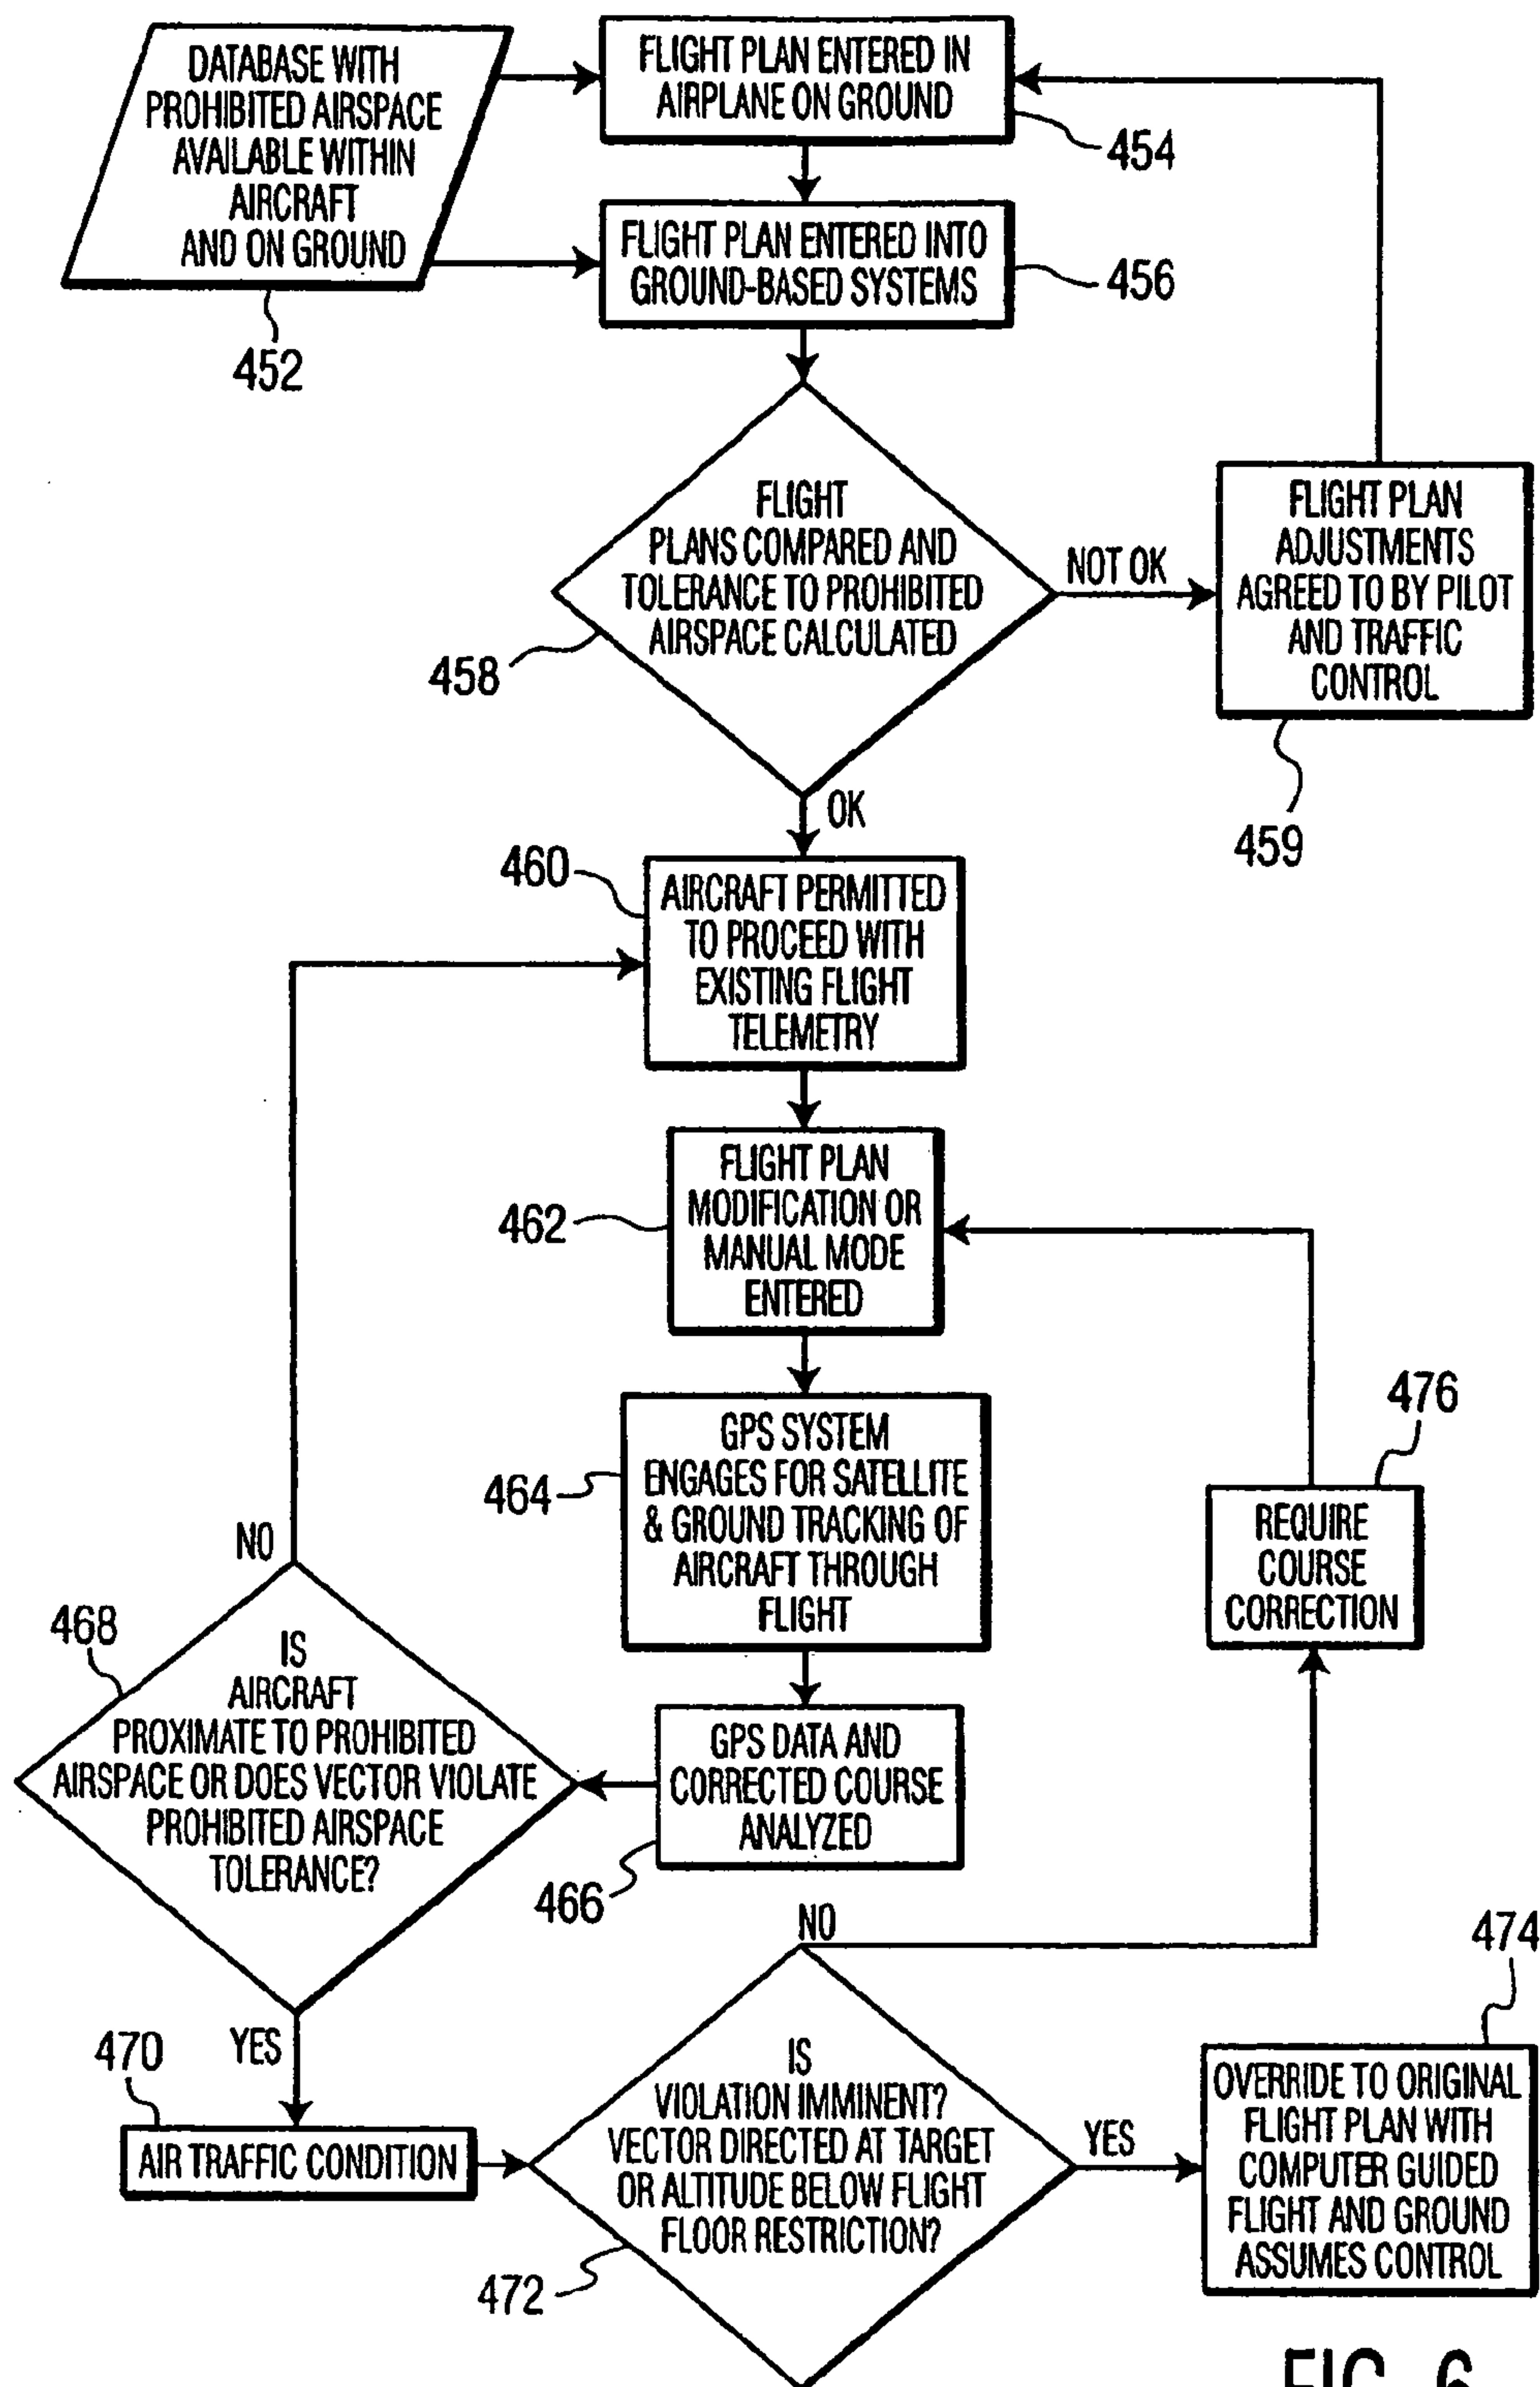 DATABASE WITH
PROHIBITED AIRSPACE
AVAILABLE WITHIN
AIRCRAFT
AND ON GROUND
452
FLIGHT PLAN ENTERED IN
AIRPLANE ON GROUND
454
FLIGHT PLAN ENTERED INTO
GROUND-BASED SYSTEMS
456
FLIGHT
PLANS COMPARED AND
TOLERANCE TO PROHIBITED
AIRSPACE CALCULATED
458
NOT OK
FLIGHT PLAN
ADJUSTMENTS
AGREED TO BY PILOT
AND TRAFFIC
CONTROL
459
OK
460
AIRCRAFT PERMITTED
TO PROCEED WITH
EXISTING FLIGHT
TELEMETRY
462
FLIGHT PLAN
MODIFICATION OR
MANUAL MODE
ENTERED
464
GPS SYSTEM
ENGAGES FOR SATELLITE
& GROUND TRACKING OF
AIRCRAFT THROUGH
FLIGHT
476
REQUIRE
COURSE
CORRECTION
466
GPS DATA AND
CORRECTED COURSE
ANALYZED
NO
468
IS
AIRCRAFT
PROXIMATE TO PROHIBITED
AIRSPACE OR DOES VECTOR VIOLATE
PROHIBITED AIRSPACE
TOLERANCE?
YES
470
AIR TRAFFIC CONDITION
NO
IS
VIOLATION IMMINENT?
VECTOR DIRECTED AT TARGET
OR ALTITUDE BELOW FLIGHT
FLOOR RESTRICTION?
472
YES
474
OVERRIDE TO ORIGINAL
FLIGHT PLAN WITH
COMPUTER GUIDED
FLIGHT AND GROUND
ASSUMES CONTROL
FIG. 6